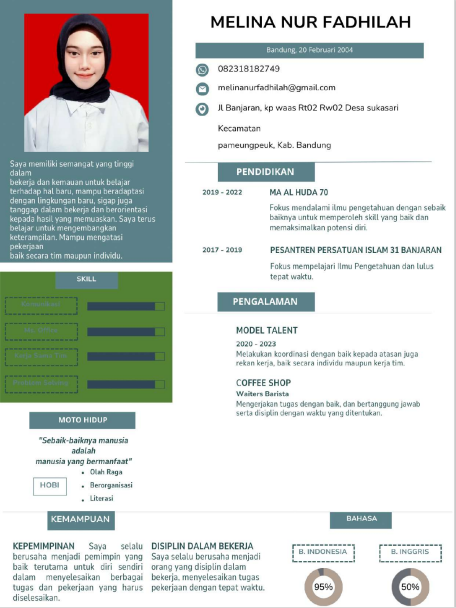 MELINA NUR FADHILAH
Bandung, 20 Februari 2004
082318182749
melinanurfadhilah@gmail.com
Jl Banjaran, kp waas Rt02 Rw02 Desa sukasari
Kecamatan
pameungpeuk, Kab. Bandung
Saya memiliki semangat yang tinggi
dalam
bekerja dan kemauan untuk belajar
terhadap hal baru, mampu beradaptasi
dengan lingkungan baru, sigap juga
tanggap dalam bekerja dan berorientasi
kepada hasil yang memuaskan. Saya terus
belajar untuk mengembangkan
keterampilan. Mampu mengatasi
pekerjaan
baik secara tim maupun individu.
PENDIDIKAN
2019 - 2022
MA AL HUDA 70
Fokus mendalami ilmu pengetahuan dengan sebaik
baiknya untuk memperoleh skill yang baik dan
memaksimalkan potensi diri.
2017 - 2019
PESANTREN PERSATUAN ISLAM 31 BANJARAN
Fokus mempelajari Ilmu Pengetahuan dan lulus
tepat waktu.
SKILL
PENGALAMAN
MODEL TALENT
2020 - 2023
Melakukan koordinasi dengan baik kepada atasan juga
rekan kerja, baik secara individu maupun kerja tim.
COFFEE SHOP
Waiters Barista
Mengerjakan tugas dengan baik, dan bertanggung jawab
serta disiplin dengan waktu yang ditentukan.
MOTO HIDUP
"Sebaik-baiknya manusia
adalah
manusia yang bermanfaat"
HOBI
• Olah Raga
• Berorganisasi
• Literasi
KEMAMPUAN
KEPEMIMPINAN Saya selalu
berusaha menjadi pemimpin yang
baik terutama untuk diri sendiri
dalam menyelesaikan berbagai
tugas dan pekerjaan yang harus
diselesaikan.
DISIPLIN DALAM BEKERJA
Saya selalu berusaha menjadi
orang yang disiplin dalam
bekerja, menyelesaikan tugas
pekerjaan dengan tepat waktu.
BAHASA
B. INDONESIA
B. INGGRIS
95%
50%